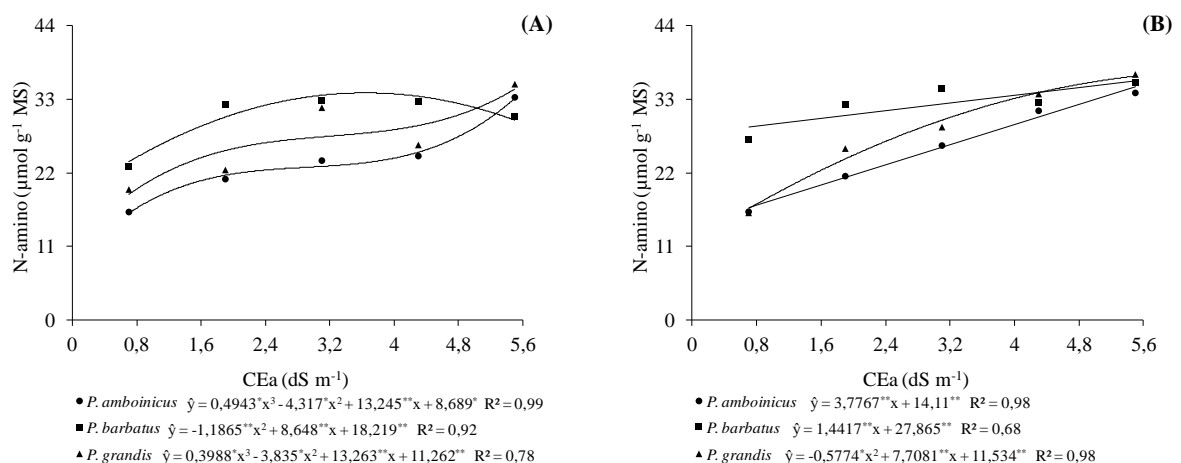 (A)
N-amino (µmol g⁻¹ MS)
44
33
22
11
0
0 0,8 1,6 2,4 3,2 4 4,8 5,6
CEa (dS m⁻¹)
P. amboinicus ŷ = 0,4943*x³ - 4,317*x² + 13,245**x + 8,689* R² = 0,99
P. barbatus ŷ = -1,1865**x² + 8,648**x + 18,219** R² = 0,92
P. grandis ŷ = 0,3988*x³ - 3,835*x² + 13,263**x + 11,262** R² = 0,78
(B)
N-amino (µmol g⁻¹ MS)
44
33
22
11
0
0 0,8 1,6 2,4 3,2 4 4,8 5,6
CEa (dS m⁻¹)
P. amboinicus ŷ = 3,7767**x + 14,11** R² = 0,98
P. barbatus ŷ = 1,4417**x + 27,865** R² = 0,68
P. grandis ŷ = -0,5774*x² + 7,7081**x + 11,534** R² = 0,98